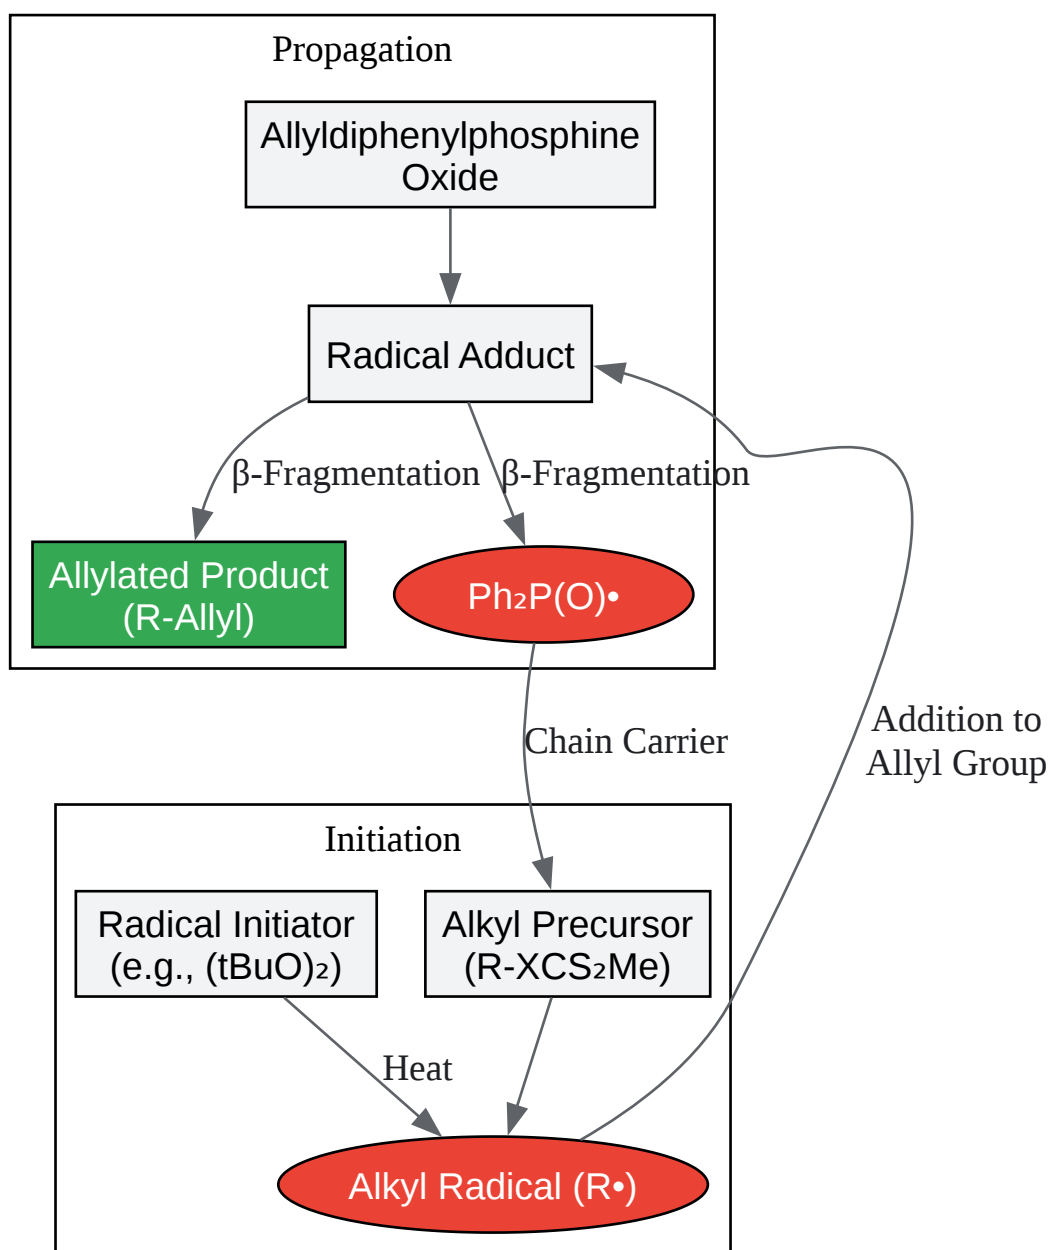 Propagation
Allyldiphenylphosphine
Oxide
Radical Adduct
β-Fragmentation
β-Fragmentation
Allylated Product
(R-Allyl)
Ph₂P(O)•
Chain Carrier
Addition to
Allyl Group
Initiation
Radical Initiator
(e.g., (tBuO)₂)
Alkyl Precursor
(R-XCS₂Me)
Heat
Alkyl Radical (R•)